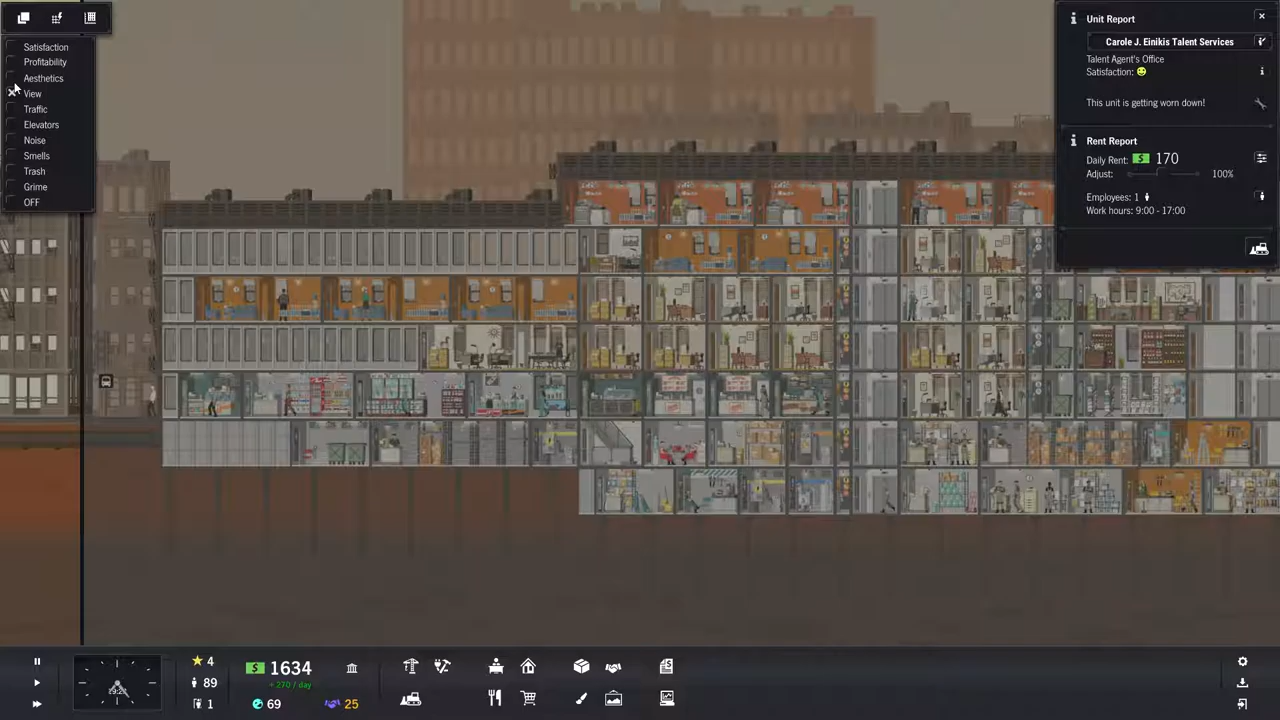 Satisfaction
Profitability
Aesthetics
View
Traffic
Elevators
Noise
Smells
Trash
Grime
OFF
Unit Report
Carole J. Einikis Talent Services
Talent Agent's Office
Satisfaction:
This unit is getting worn down!
Rent Report
Daily Rent: $ 170
Adjust: 100%
Employees: 1
Work hours: 9:00 - 17:00
4
89
1
$ 1634
+ 270 / day
69
25